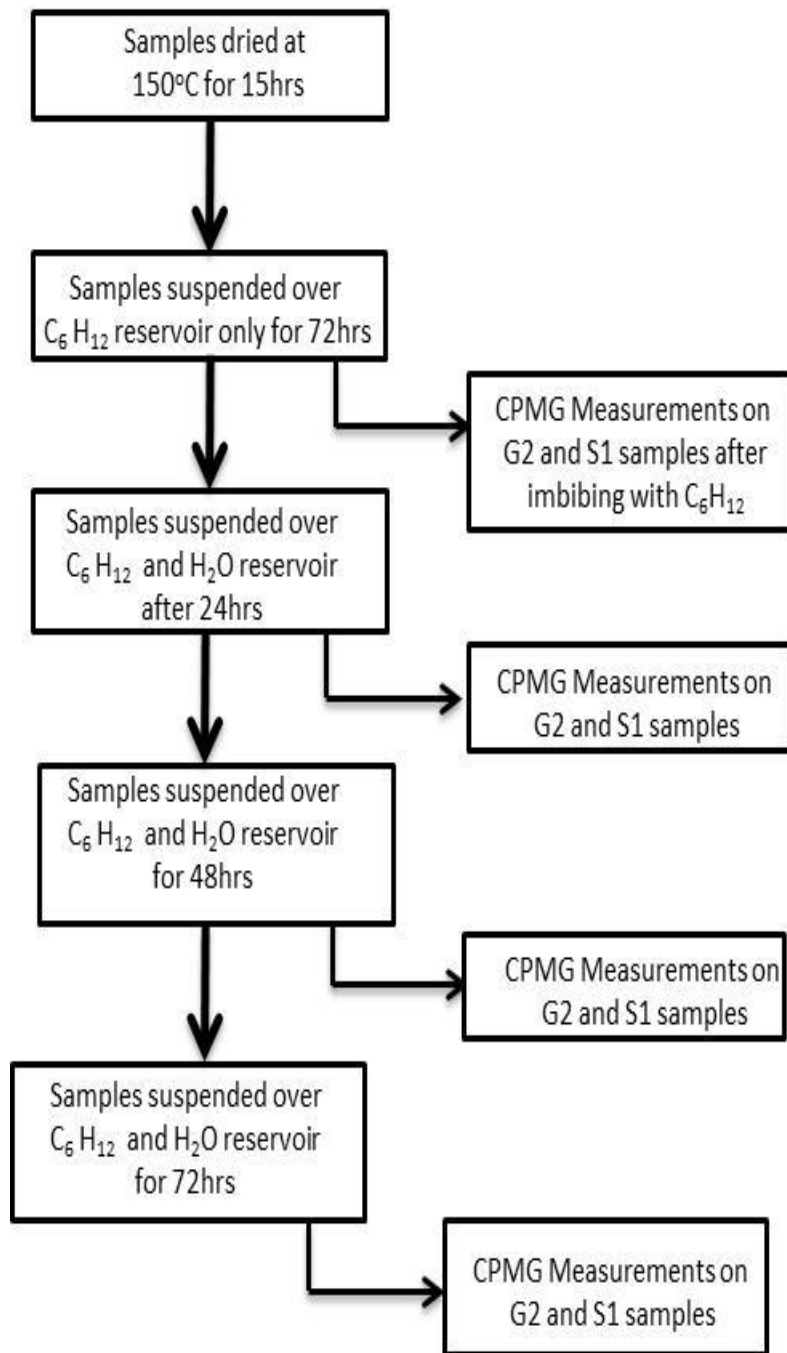 Samples dried at
150°C for 15hrs
Samples suspended over
C₆ H₁₂ reservoir only for 72hrs
CPMG Measurements on
G2 and S1 samples after
imbibing with C₆H₁₂
Samples suspended over
C₆ H₁₂ and H₂O reservoir
after 24hrs
CPMG Measurements on
G2 and S1 samples
Samples suspended over
C₆ H₁₂ and H₂O reservoir
for 48hrs
CPMG Measurements on
G2 and S1 samples
Samples suspended over
C₆ H₁₂ and H₂O reservoir
for 72hrs
CPMG Measurements on
G2 and S1 samples